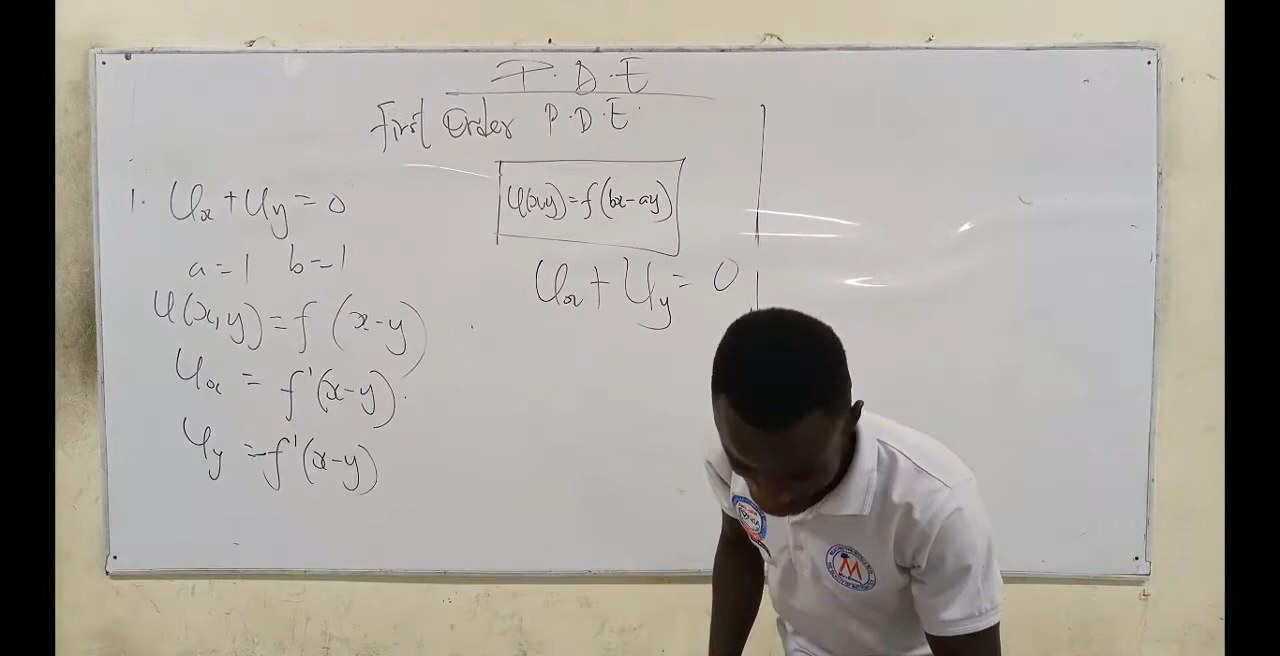 P.D.E
First Order P.D.E
1. Ux + Uy = 0
a = 1 b = 1
U(x,y) = f(x-y)
Ux = f'(x-y).
Uy = -f'(x-y)
U(x,y) = f(bx-ay)
Ux + Uy = 0
M